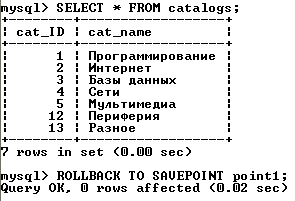 mysql> SELECT * FROM catalogs;
cat_ID | cat_name
1 | Программирование
2 | Интернет
3 | Базы данных
4 | Сети
5 | Мультимедиа
12 | Периферия
13 | Разное
7 rows in set (0.00 sec)
mysql> ROLLBACK TO SAVEPOINT point1;
Query OK, 0 rows affected (0.02 sec)